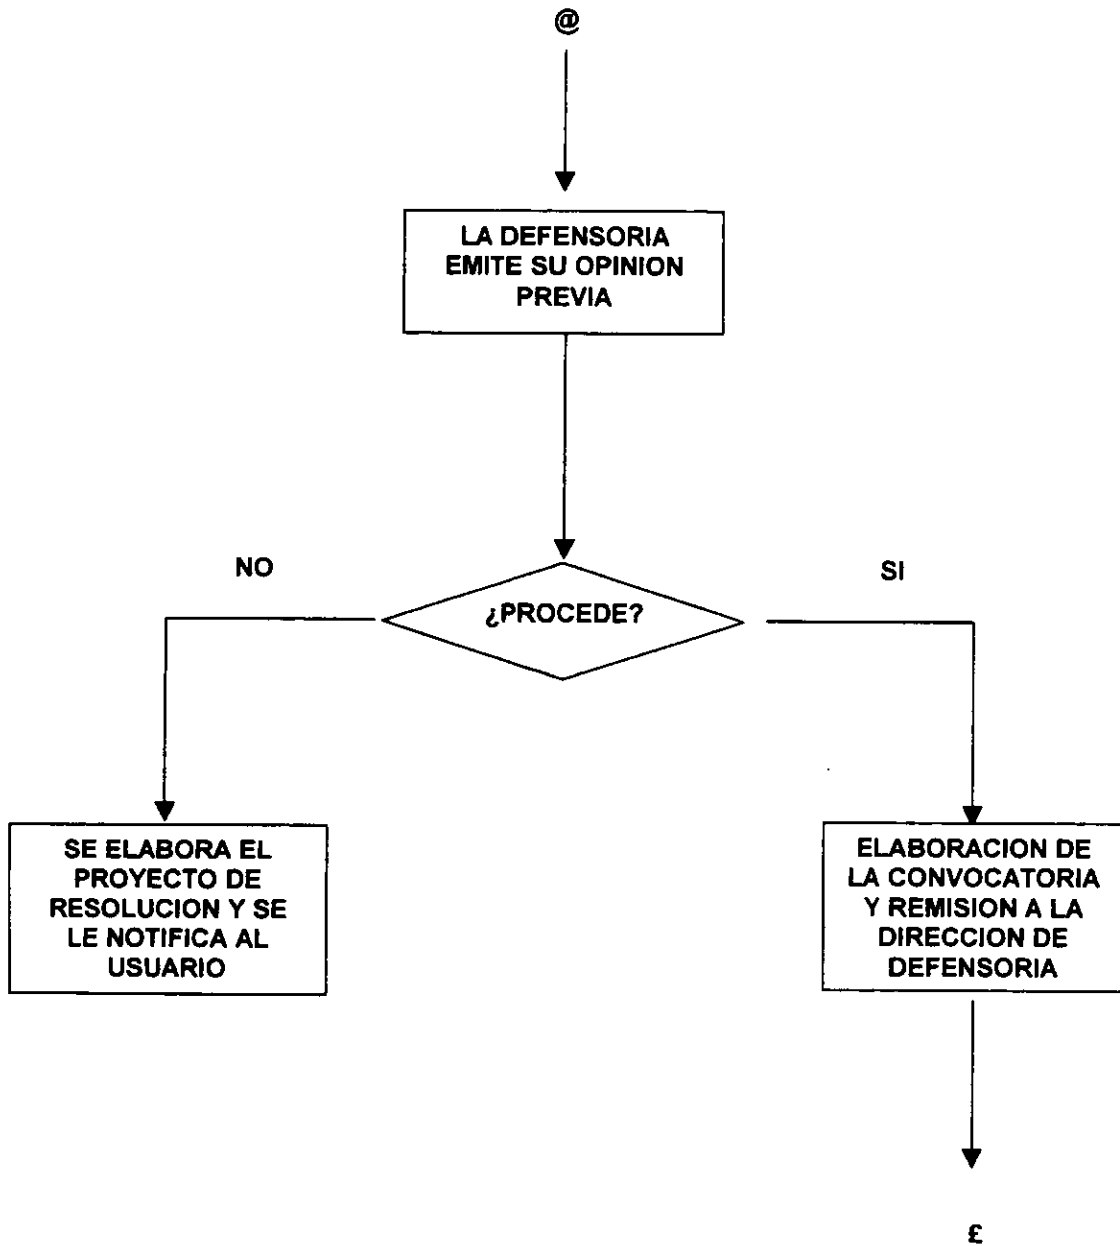 @
LA DEFENSORIA
EMITE SU OPINION
PREVIA
NO
SI
¿PROCEDE?
SE ELABORA EL
PROYECTO DE
RESOLUCION Y SE
LE NOTIFICA AL
USUARIO
ELABORACION DE
LA CONVOCATORIA
Y REMISION A LA
DIRECCION DE
DEFENSORIA
£